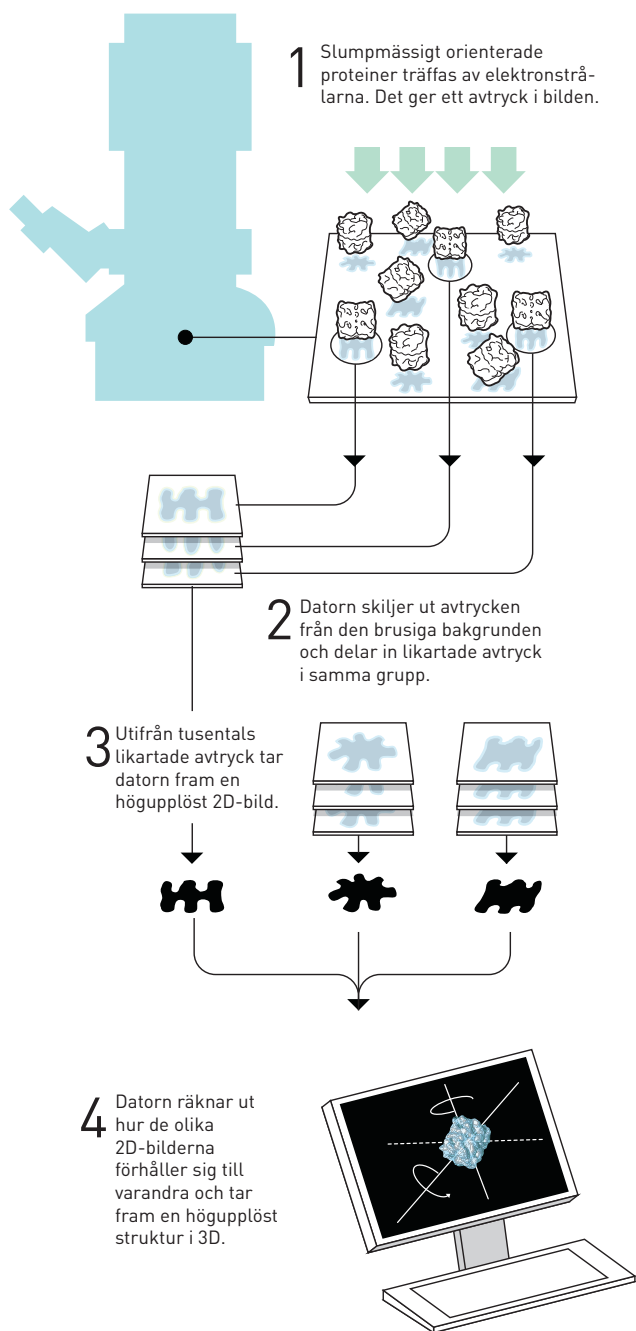 1
Slumpmässigt orienterade
proteiner träffas av elektronstrå-
larna. Det ger ett avtryck i bilden.
2
Datorn skiljer ut avtrycken
från den brusiga bakgrunden
och delar in likartade avtryck
i samma grupp.
3
Utifrån tusentals
likartade avtryck tar
datorn fram en
högupplöst 2D-bild.
4
Datorn räknar ut
hur de olika
2D-bilderna
förhåller sig till
varandra och tar
fram en högupplöst
struktur i 3D.